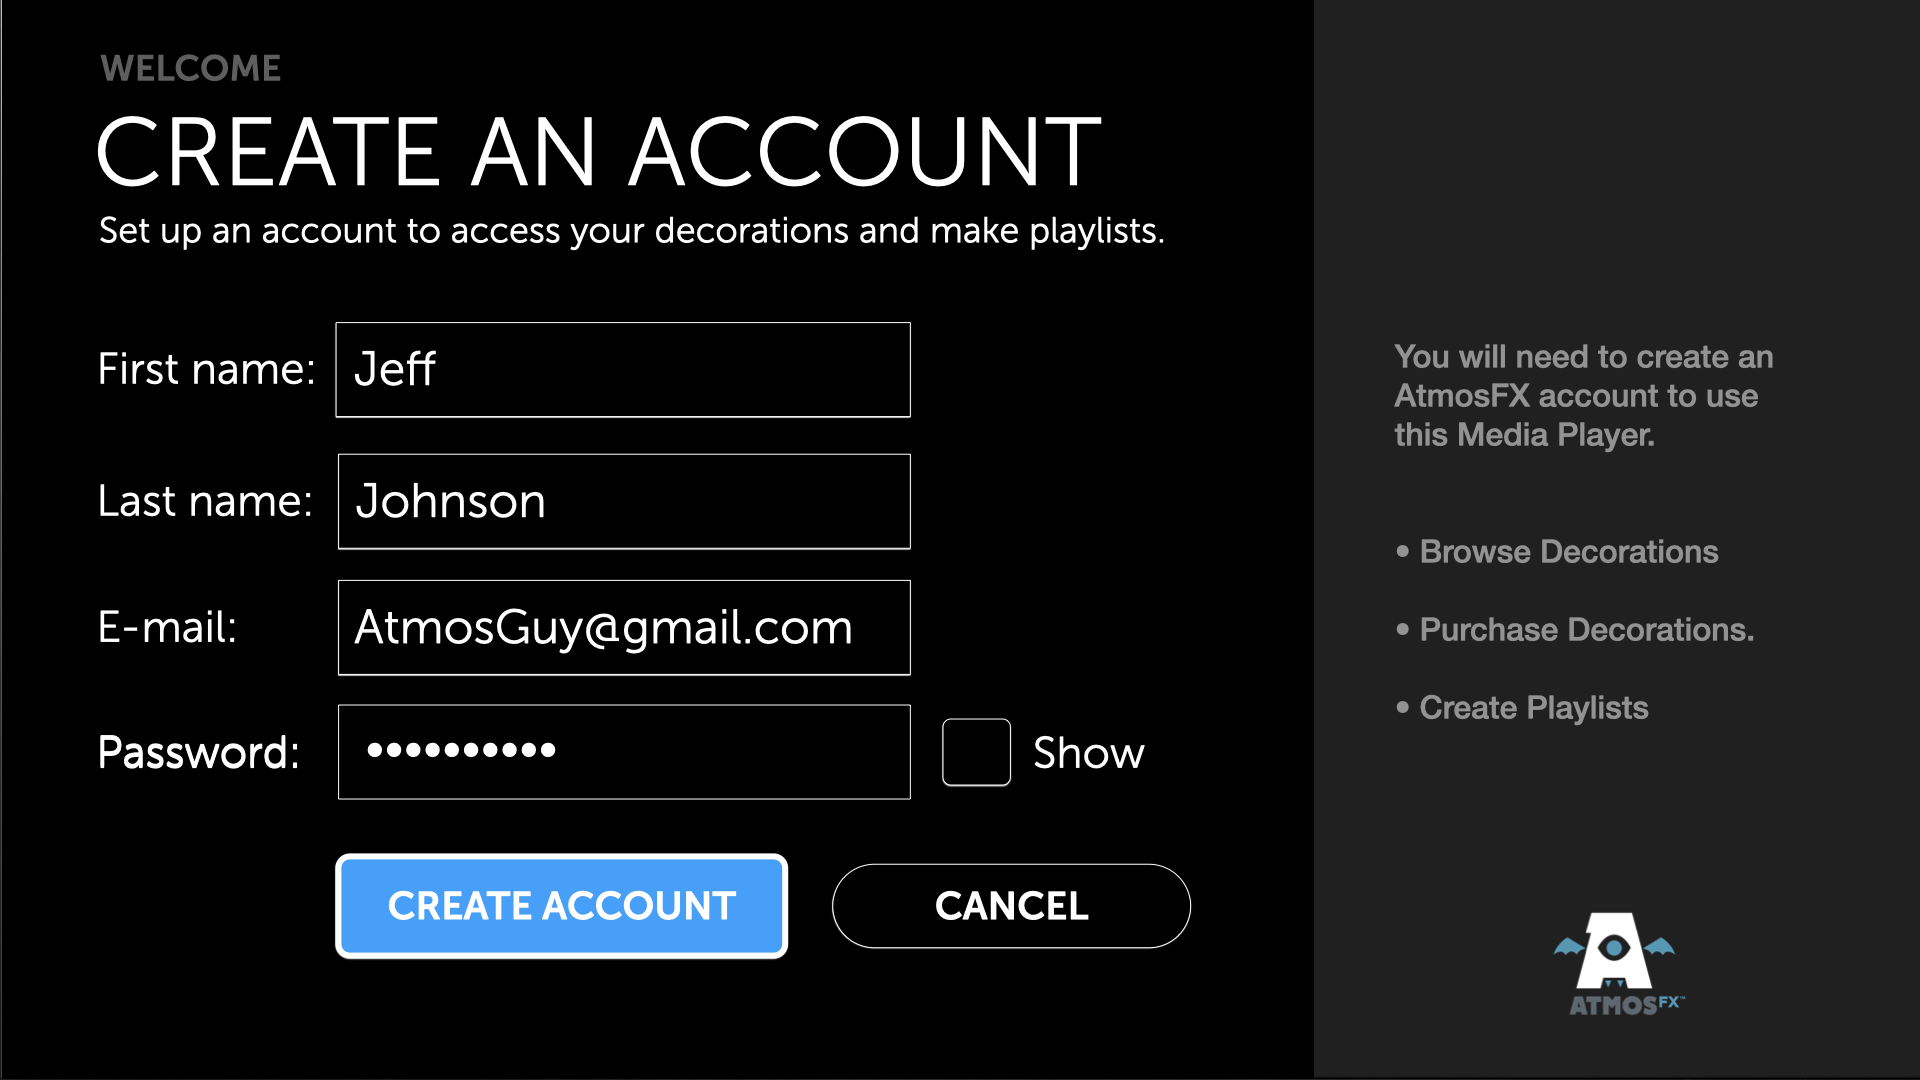 WELCOME
CREATE AN ACCOUNT
Set up an account to access your decorations and make playlists.
First name: Jeff
Last name: Johnson
E-mail: AtmosGuy@gmail.com
Password: ••••••••••
Show
CREATE ACCOUNT
CANCEL
You will need to create an
AtmosFX account to use
this Media Player.
• Browse Decorations
• Purchase Decorations.
• Create Playlists
ATMOSFX™